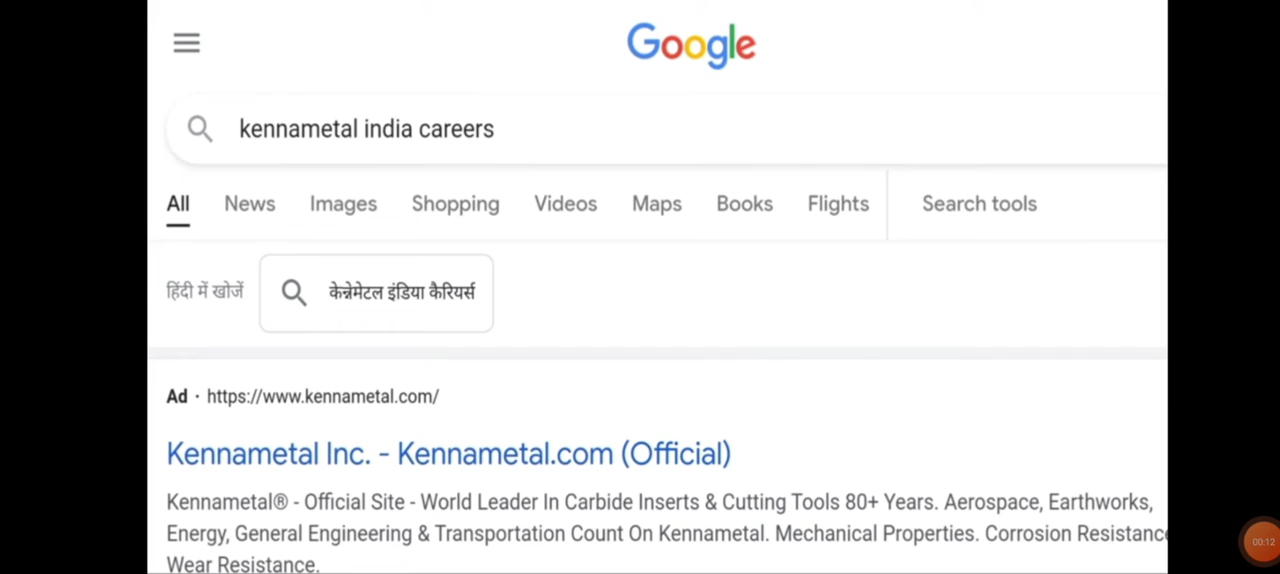 Google
kennametal india careers
All News Images Shopping Videos Maps Books Flights Search tools
हिंदी में खोजें केन्नेमेटल इंडिया कैरियर्स
Ad · https://www.kennametal.com/
Kennametal Inc. - Kennametal.com (Official)
Kennametal® - Official Site - World Leader In Carbide Inserts & Cutting Tools 80+ Years. Aerospace, Earthworks,
Energy, General Engineering & Transportation Count On Kennametal. Mechanical Properties. Corrosion Resistance
Wear Resistance.
00:12